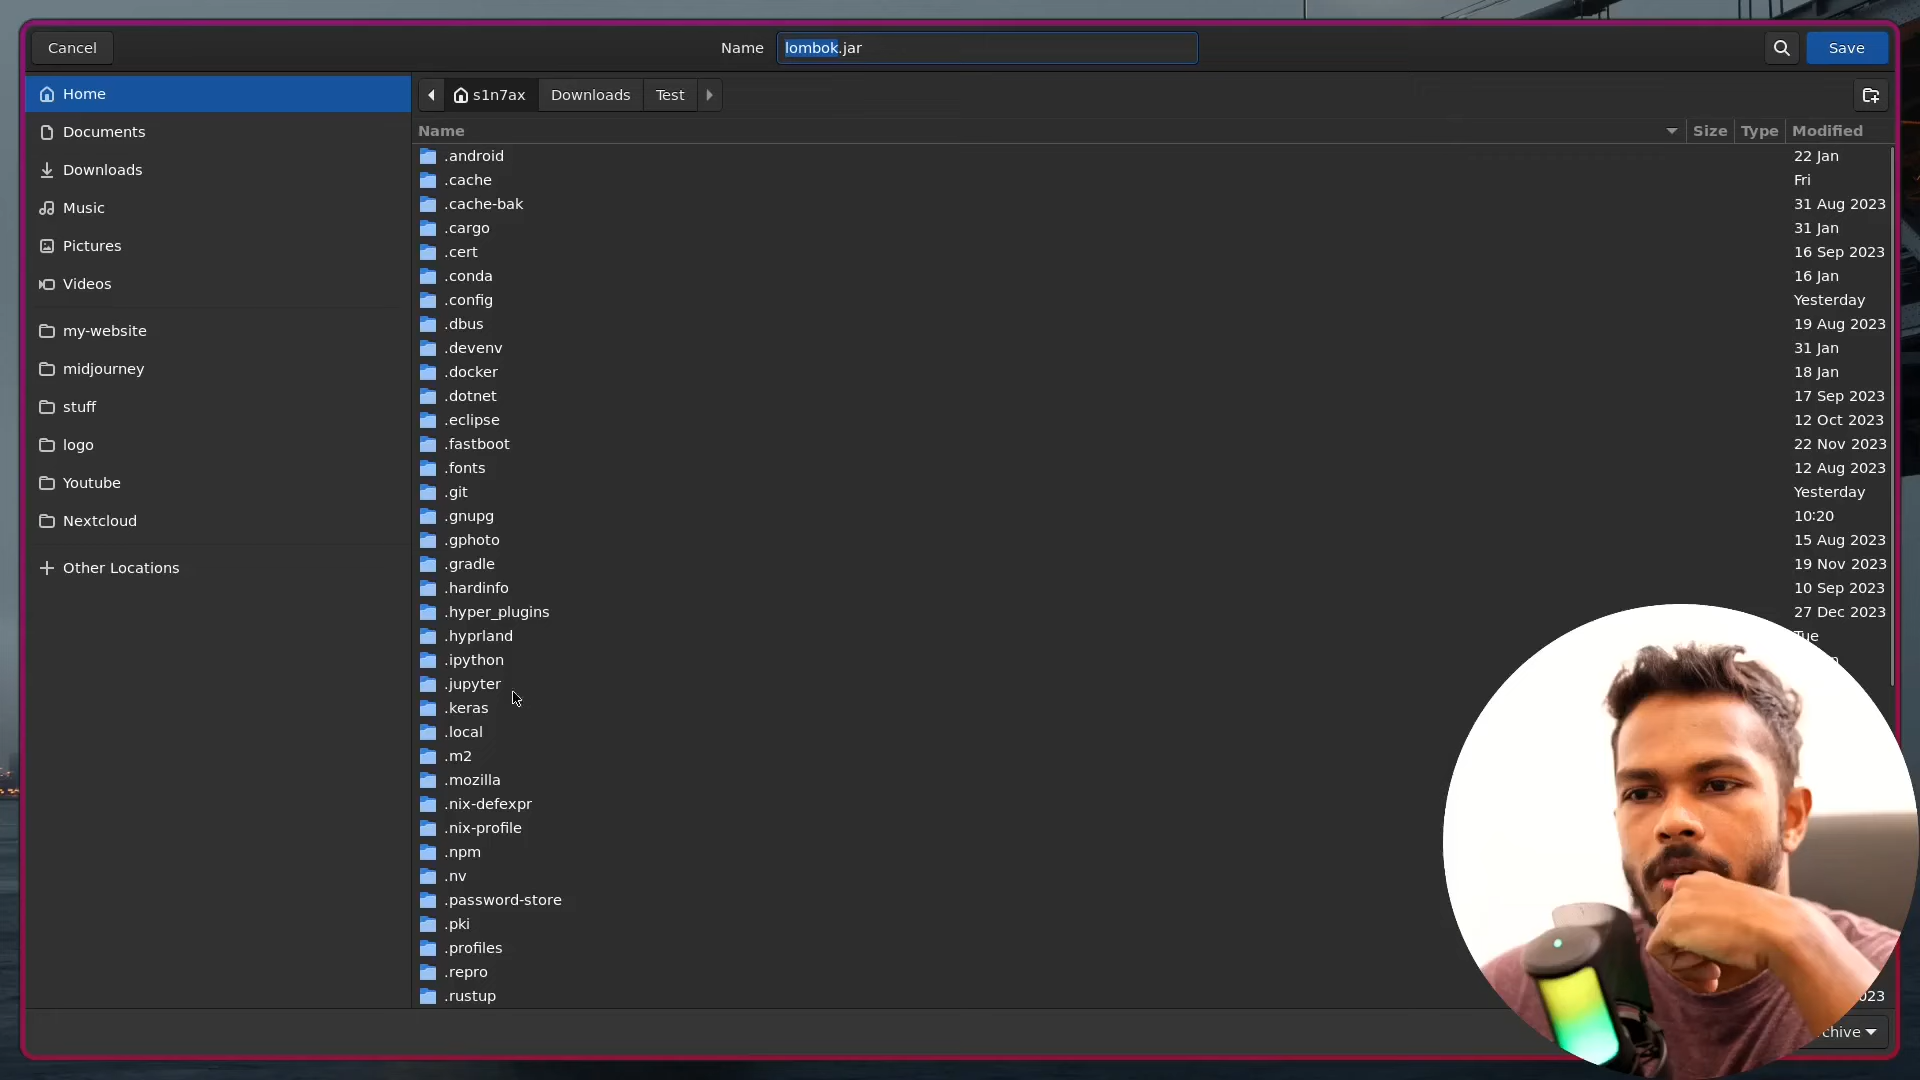 Cancel
Name
lombok.jar
Save
Home
Documents
Downloads
Music
Pictures
Videos
my-website
midjourney
stuff
logo
Youtube
Nextcloud
Other Locations
s1n7ax
Downloads
Test
Name Size Type Modified
.android 22 Jan
.cache Fri
.cache-bak 31 Aug 2023
.cargo 31 Jan
.cert 16 Sep 2023
.conda 16 Jan
.config Yesterday
.dbus 19 Aug 2023
.devenv 31 Jan
.docker 18 Jan
.dotnet 17 Sep 2023
.eclipse 12 Oct 2023
.fastboot 22 Nov 2023
.fonts 12 Aug 2023
.git Yesterday
.gnupg 10:20
.gphoto 15 Aug 2023
.gradle 19 Nov 2023
.hardinfo 10 Sep 2023
.hyper_plugins 27 Dec 2023
.hyprland Tue
.ipython
.jupyter
.keras
.local
.m2
.mozilla
.nix-defexpr
.nix-profile
.npm
.nv
.password-store
.pki
.profiles
.repro
.rustup